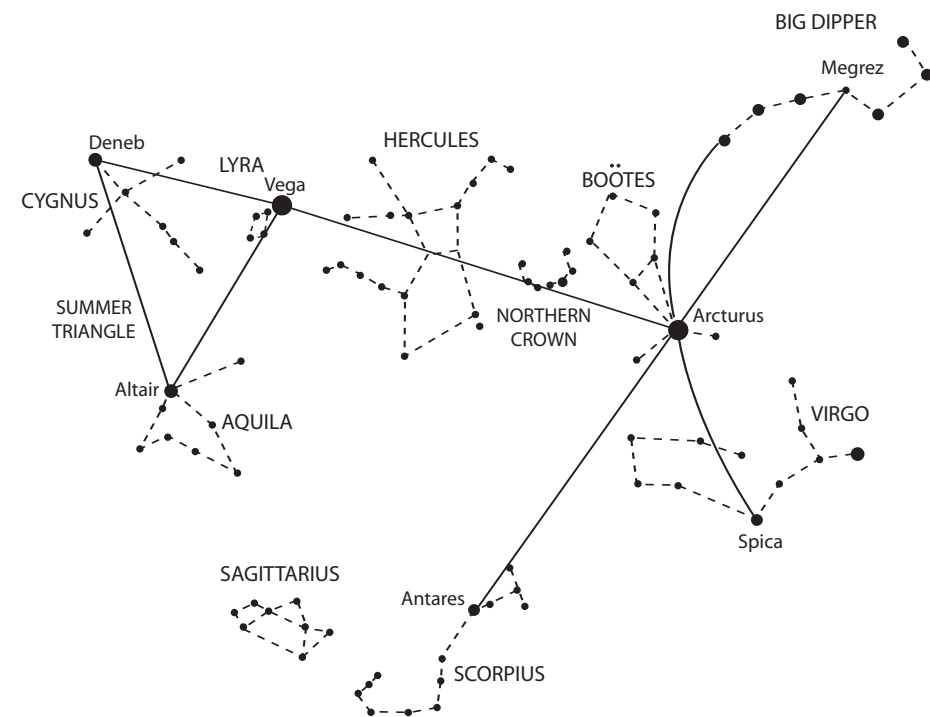 BIG DIPPER
Megrez
Deneb
LYRA
HERCULES
Vega
BOÖTES
CYGNUS
SUMMER
TRIANGLE
NORTHERN
CROWN
Arcturus
Altair
AQUILA
VIRGO
Spica
SAGITTARIUS
Antares
SCORPIUS